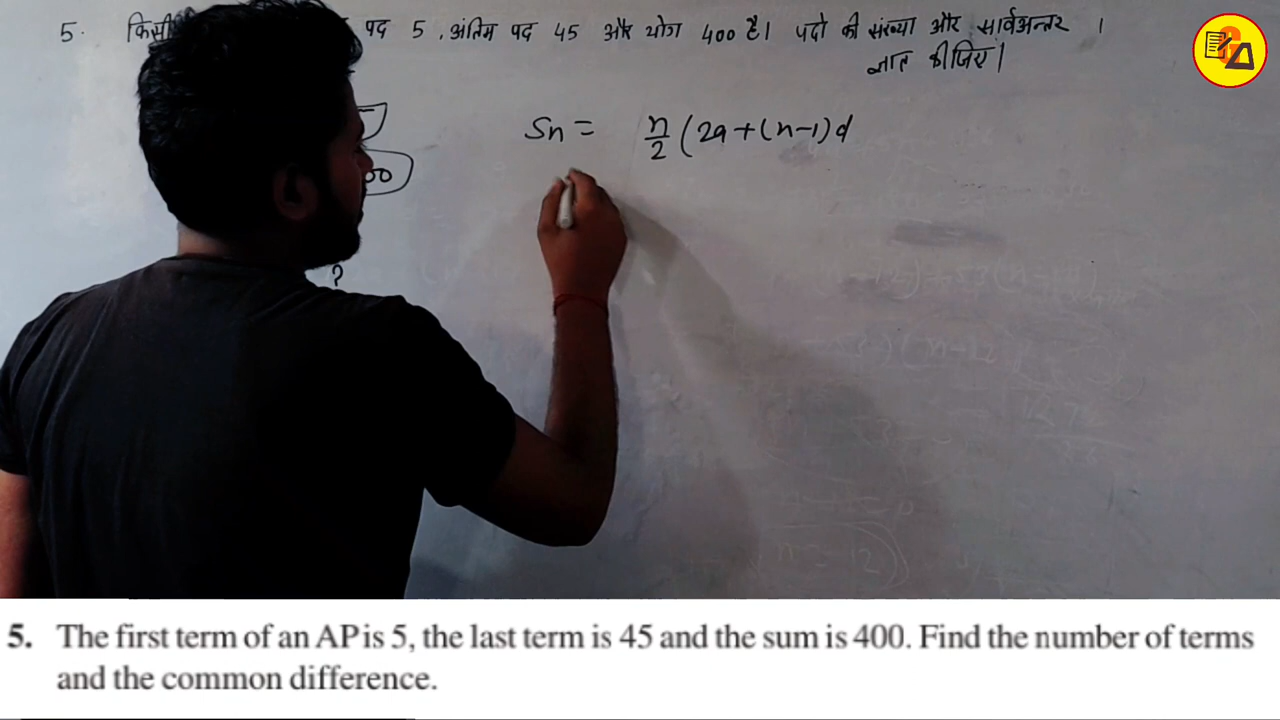 5. किसी पद 5, अंतिम पद 45 और योग 400 है। पदो की संख्या और सार्वअन्तर ।
ज्ञात कीजिए।
Sn = n/2 (2a+(n-1)d
00
?
5. The first term of an AP is 5, the last term is 45 and the sum is 400. Find the number of terms
and the common difference.